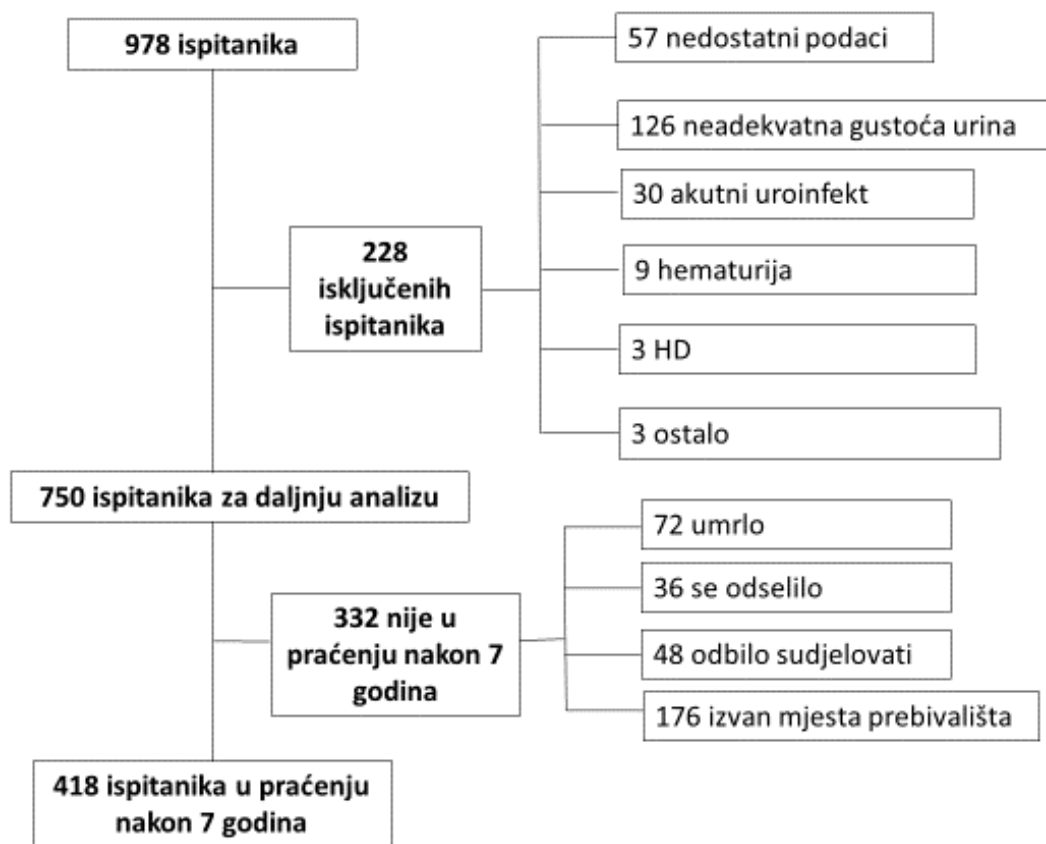 978 ispitanika
57 nedostatni podaci
126 neadekvatna gustoća urina
30 akutni uroinfekt
228
isključenih
ispitanika
9 hematurija
3 HD
3 ostalo
750 ispitanika za daljnju analizu
72 umrlo
36 se odselilo
332 nije u
praćenju nakon 7
godina
48 odbilo sudjelovati
176 izvan mjesta prebivališta
418 ispitanika u praćenju
nakon 7 godina